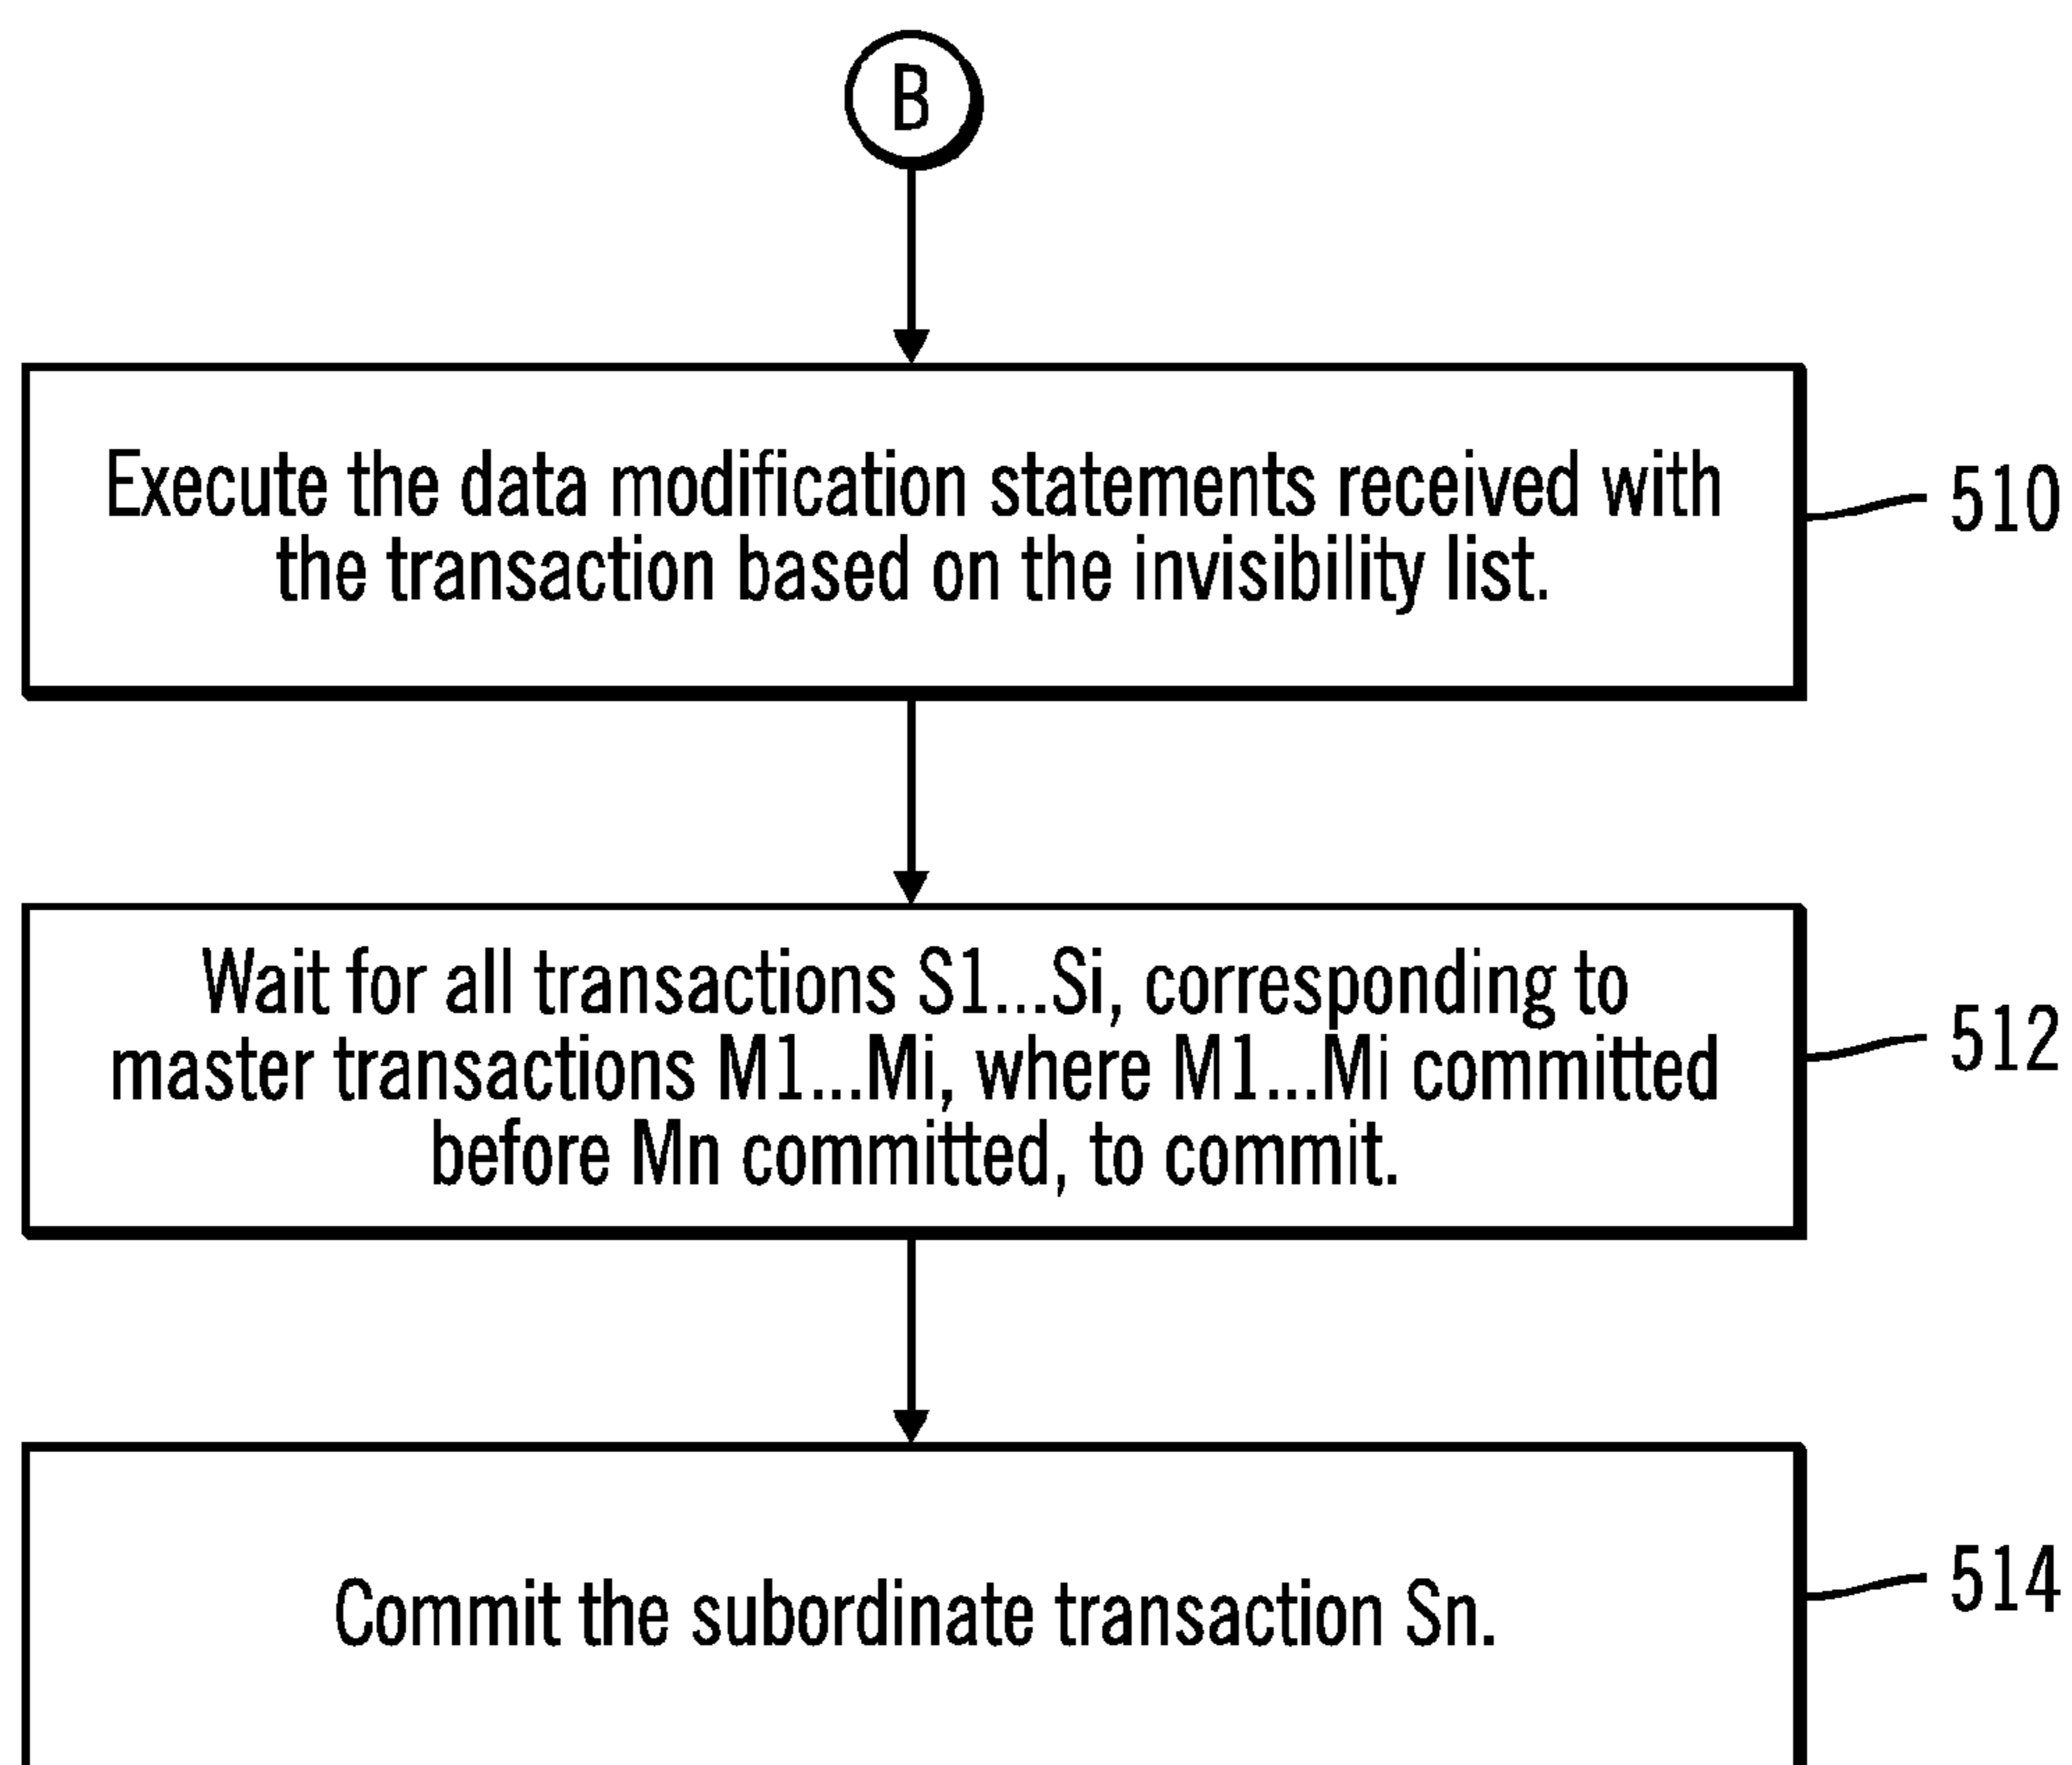 B
Execute the data modification statements received with
the transaction based on the invisibility list.
510
Wait for all transactions S1...Si, corresponding to
master transactions M1...Mi, where M1...Mi committed
before Mn committed, to commit.
512
Commit the subordinate transaction Sn.
514